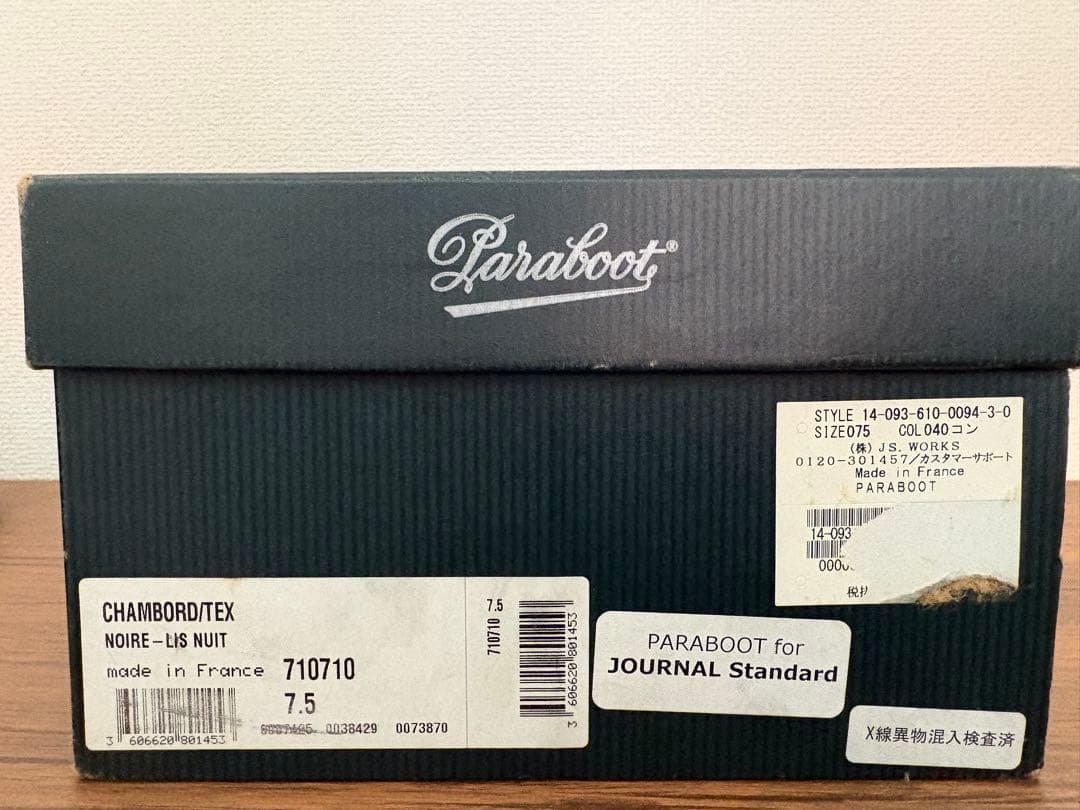 Paraboot®
STYLE 14-093-610-0094-3-0
SIZE075 COL040コン
(株) JS. WORKS
0120-301457/カスタマーサポート
Made in France
PARABOOT
14-093
税抜
CHAMBORD/TEX
NOIRE-LIS NUIT
made in France 710710
7.5
0038429 0073870
3 606620 801453
7.5
710710
3 606620 801453
PARABOOT for
JOURNAL Standard
X線異物混入検査済